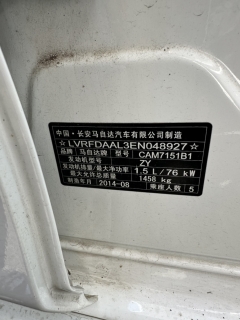 中国·长安马自达汽车有限公司制造
☆LVRFDAAL3EN048927☆
品牌 马自达牌 型号 CAM7151B1
发动机型号 ZY
发动机排量/最大净功率 1.5 L/76 kW
最大允许总质量 1458 kg
制造年月 2014-08 乘座人数 5